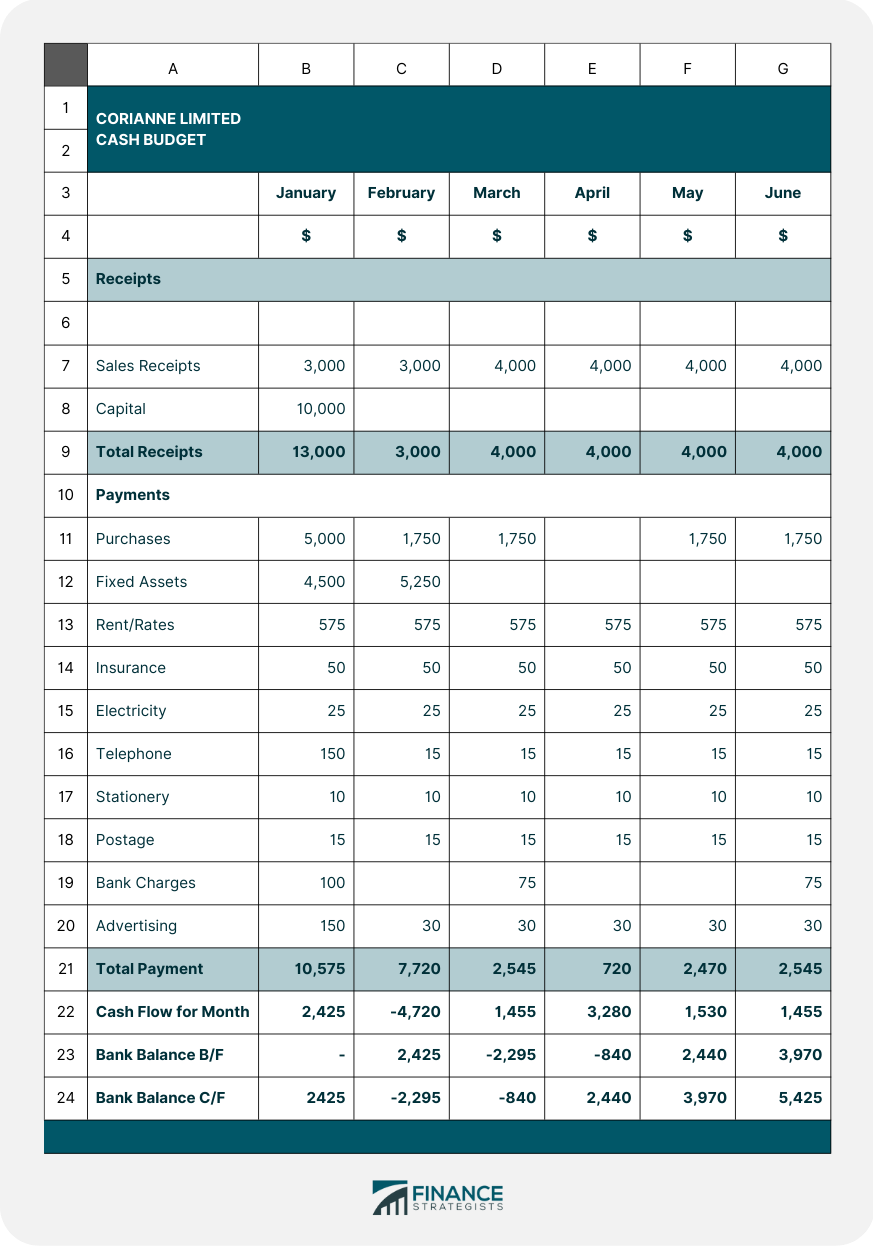 A B C D E F G
1 CORIANNE LIMITED
2 CASH BUDGET
3 January February March April May June
4 $ $ $ $ $ $
5 Receipts
6
7 Sales Receipts 3,000 3,000 4,000 4,000 4,000 4,000
8 Capital 10,000
9 Total Receipts 13,000 3,000 4,000 4,000 4,000 4,000
10 Payments
11 Purchases 5,000 1,750 1,750 1,750 1,750
12 Fixed Assets 4,500 5,250
13 Rent/Rates 575 575 575 575 575 575
14 Insurance 50 50 50 50 50 50
15 Electricity 25 25 25 25 25 25
16 Telephone 150 15 15 15 15 15
17 Stationery 10 10 10 10 10 10
18 Postage 15 15 15 15 15 15
19 Bank Charges 100 75 75
20 Advertising 150 30 30 30 30 30
21 Total Payment 10,575 7,720 2,545 720 2,470 2,545
22 Cash Flow for Month 2,425 -4,720 1,455 3,280 1,530 1,455
23 Bank Balance B/F - 2,425 -2,295 -840 2,440 3,970
24 Bank Balance C/F 2425 -2,295 -840 2,440 3,970 5,425
FINANCE
STRATEGISTS